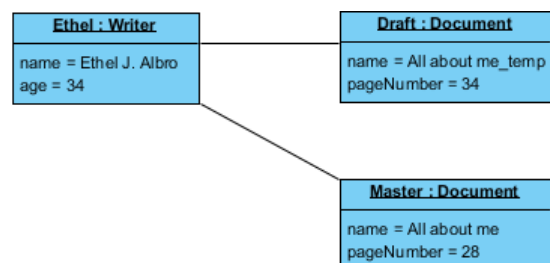 Ethel : Writer
name = Ethel J. Albro
age = 34
Draft : Document
name = All about me_temp
pageNumber = 34
Master : Document
name = All about me
pageNumber = 28